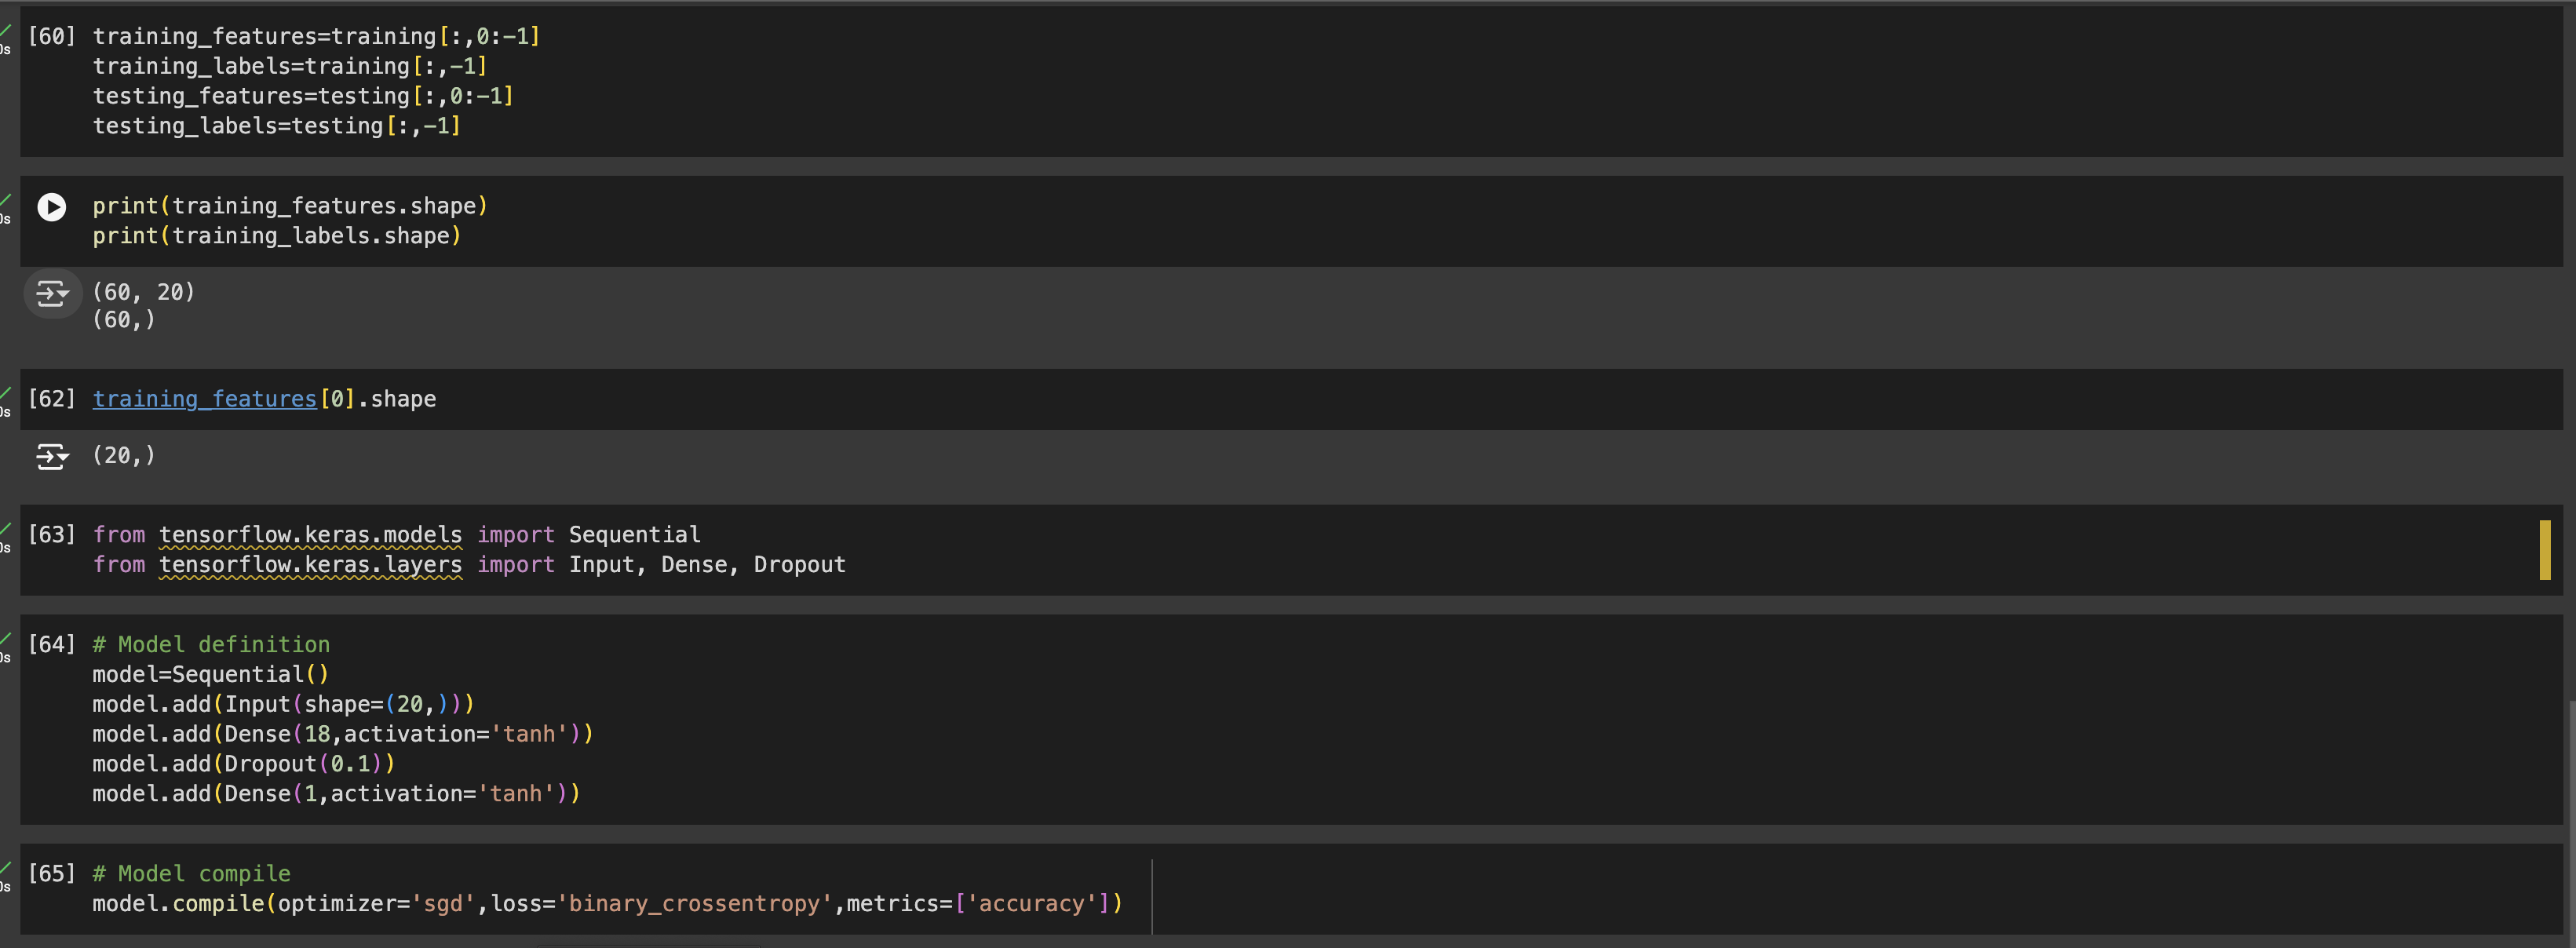 [60] training_features=training[:,0:-1]
training_labels=training[:,-1]
testing_features=testing[:,0:-1]
testing_labels=testing[:,-1]
0s
print(training_features.shape)
print(training_labels.shape)
0s
(60, 20)
(60,)
[62] training_features[0].shape
0s
(20,)
[63] from tensorflow.keras.models import Sequential
from tensorflow.keras.layers import Input, Dense, Dropout
0s
[64] # Model definition
model=Sequential()
0s
model.add(Input(shape=(20,)))
model.add(Dense(18,activation='tanh'))
model.add(Dropout(0.1))
model.add(Dense(1,activation='tanh'))
[65] # Model compile
0s
model.compile(optimizer='sgd',loss='binary_crossentropy',metrics=['accuracy'])